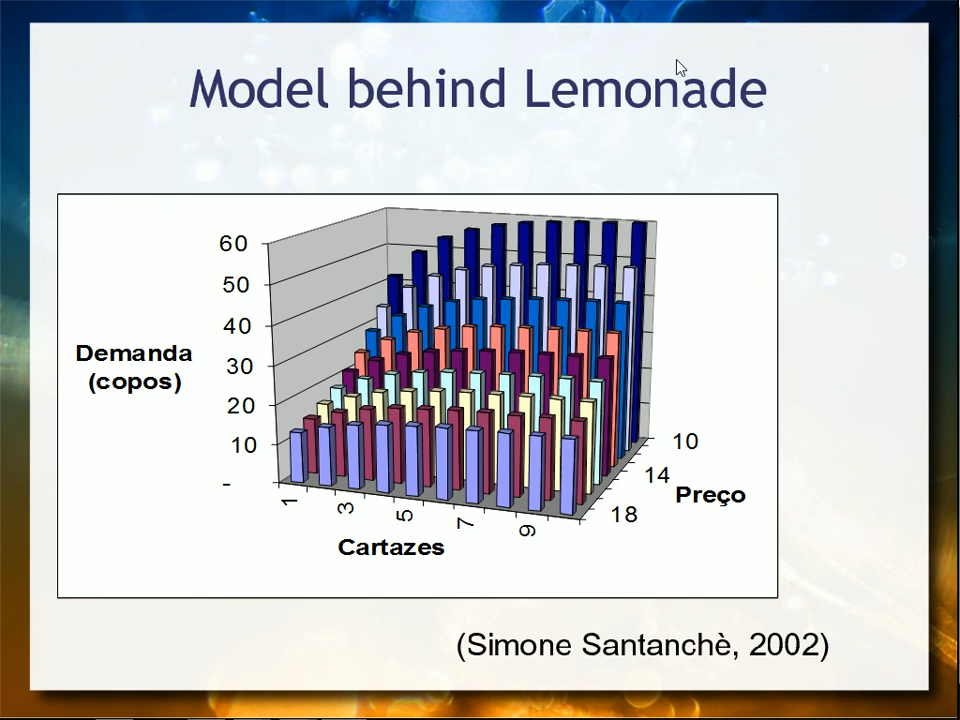 Model behind Lemonade
60
50
40
30
20
10
-
Demanda
(copos)
1
3
5
7
9
Cartazes
10
14
18
Preço
(Simone Santanchè, 2002)